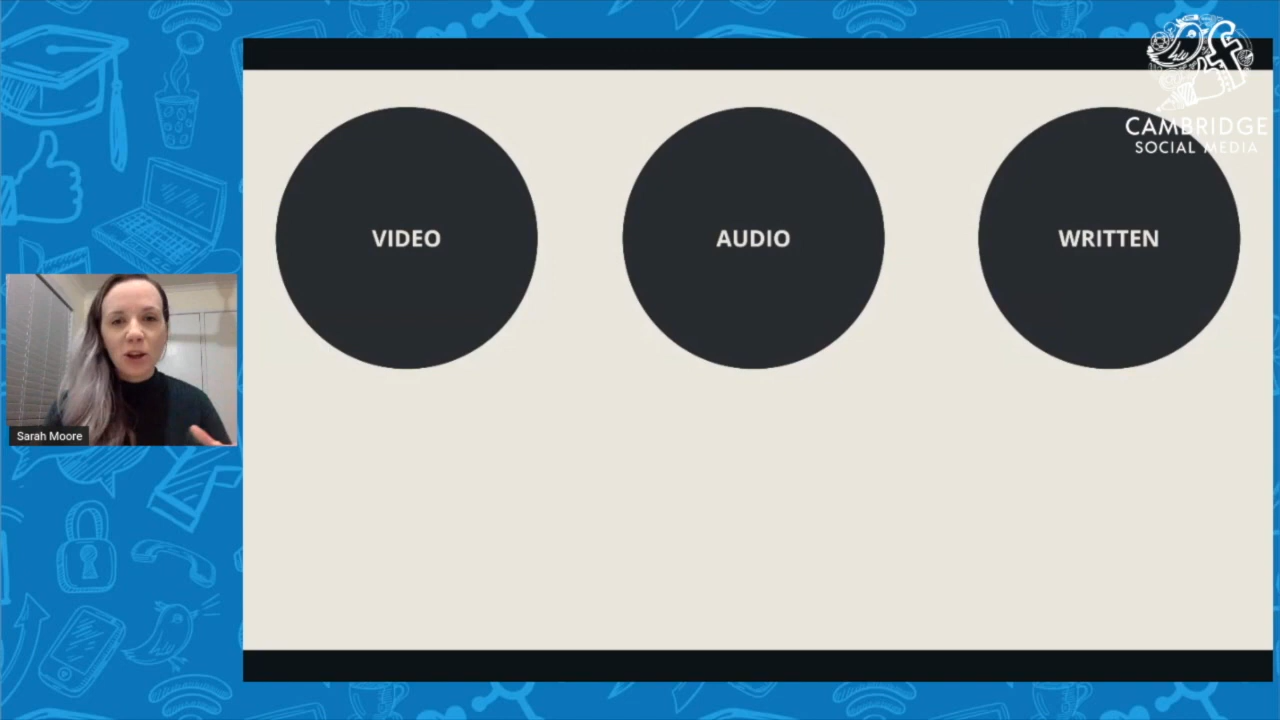 CAMBRIDGE
SOCIAL MEDIA
VIDEO
AUDIO
WRITTEN
Sarah Moore